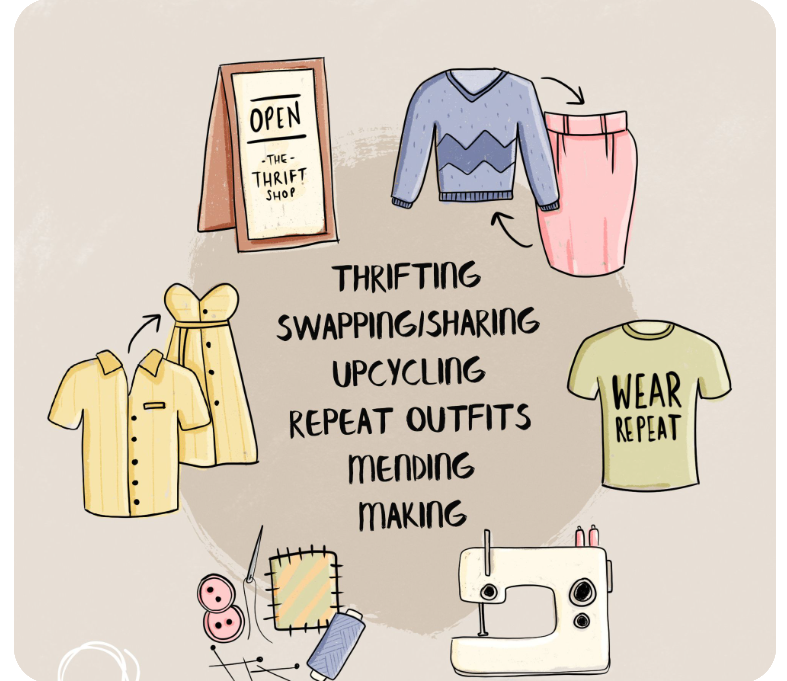 OPEN
-THE-
THRIFT
SHOP
THRIFTING
SWAPPING/SHARING
UPCYCLING
REPEAT OUTFITS
MENDING
MAKING
WEAR
REPEAT